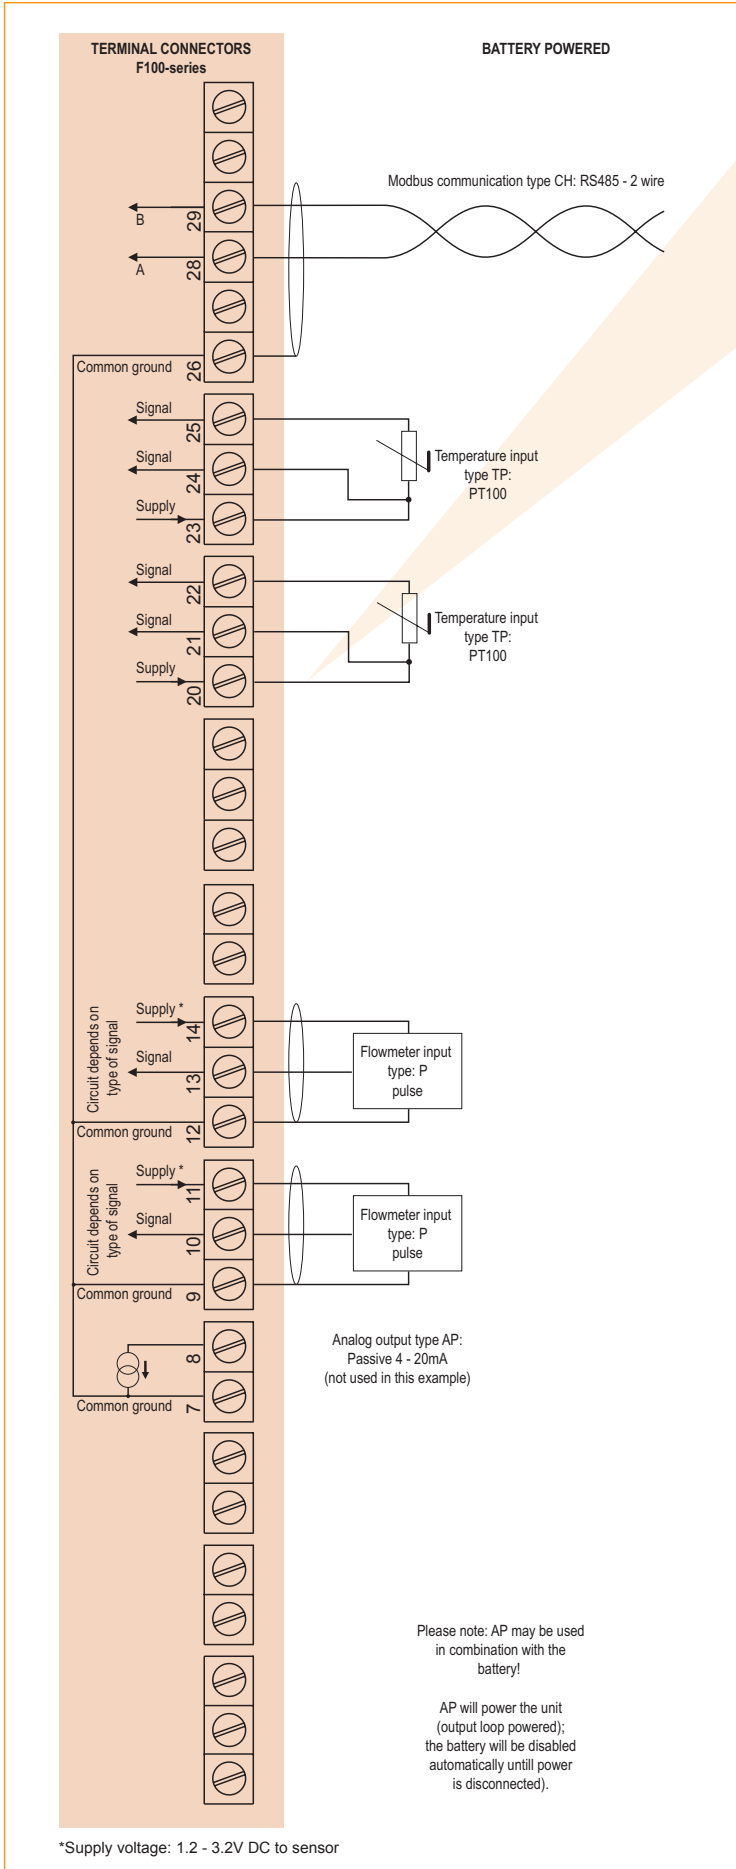 TERMINAL CONNECTORS
F100-series
BATTERY POWERED
Modbus communication type CH: RS485 - 2 wire
B
29
A
28
Common ground
26
Signal
25
Signal
24
Supply
23
Temperature input
type TP:
PT100
Signal
22
Signal
21
Supply
20
Temperature input
type TP:
PT100
Circuit depends on
type of signal
Supply *
14
Signal
13
Common ground
12
Flowmeter input
type: P
pulse
Circuit depends on
type of signal
Supply *
11
Signal
10
Common ground
9
Flowmeter input
type: P
pulse
8
Common ground
7
Analog output type AP:
Passive 4 - 20mA
(not used in this example)
Please note: AP may be used
in combination with the
battery!
AP will power the unit
(output loop powered);
the battery will be disabled
automatically untill power
is disconnected).
*Supply voltage: 1.2 - 3.2V DC to sensor